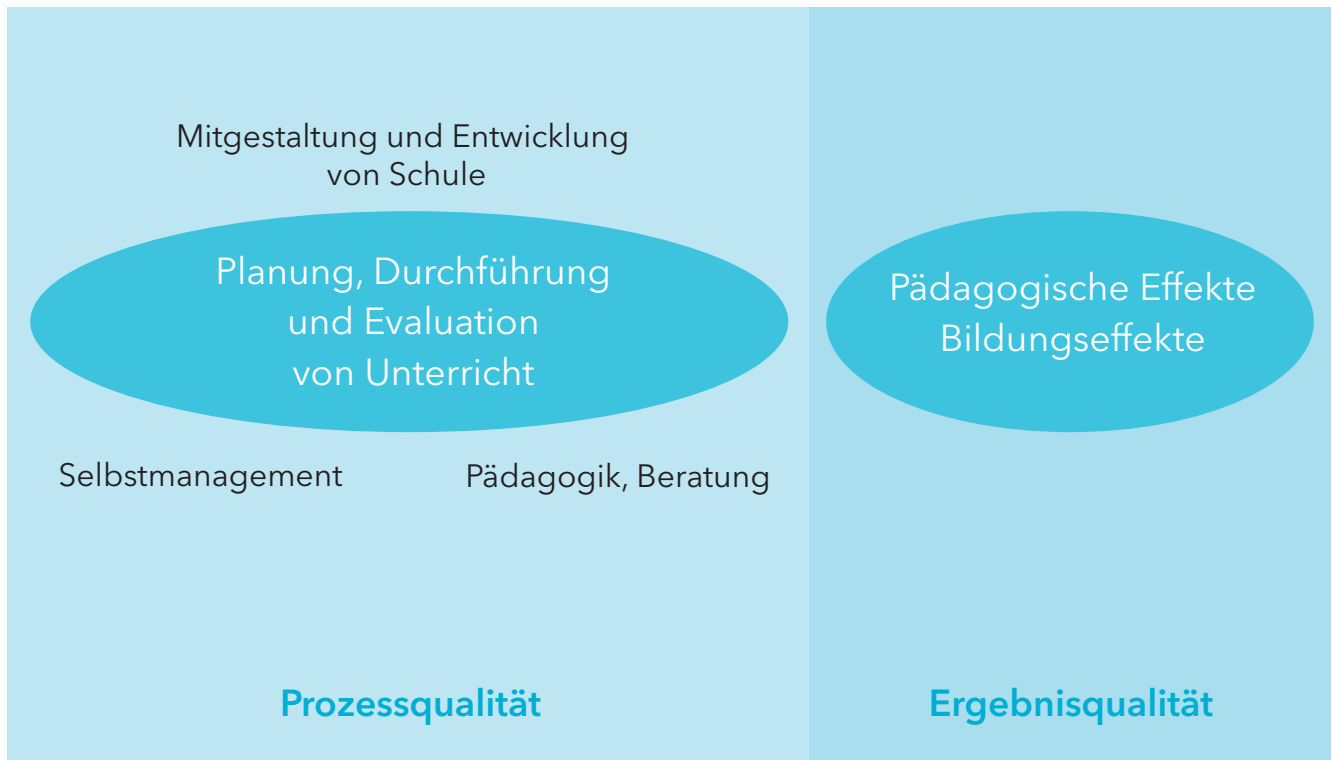 Mitgestaltung und Entwicklung
von Schule
Planung, Durchführung
und Evaluation
von Unterricht
Selbstmanagement
Pädagogik, Beratung
Prozessqualität
Pädagogische Effekte
Bildungseffekte
Ergebnisqualität